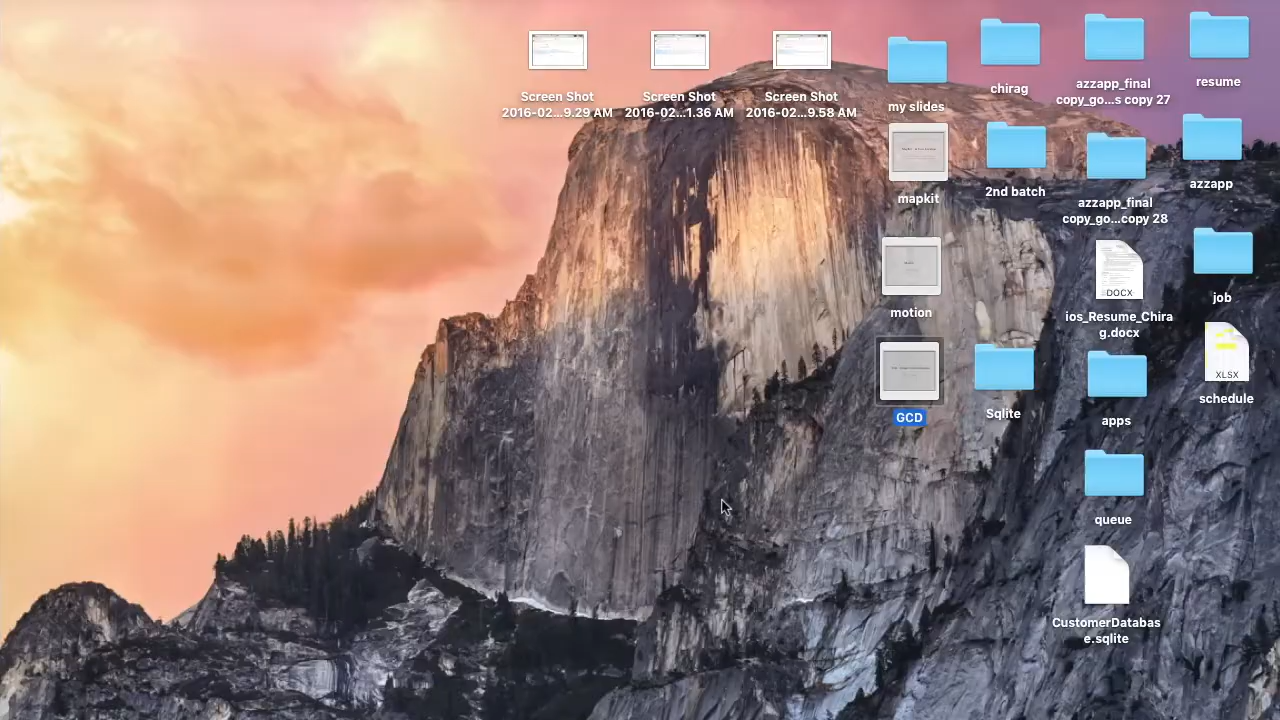 Screen Shot
2016-02...9.29 AM
Screen Shot
2016-02...1.36 AM
Screen Shot
2016-02...9.58 AM
my slides
chirag
azzapp_final
copy_go...s copy 27
resume
mapkit
2nd batch
azzapp_final
copy_go...copy 28
azzapp
motion
DOCX
ios_Resume_Chira
g.docx
job
GCD
Sqlite
apps
XLSX
schedule
queue
CustomerDatabas
e.sqlite